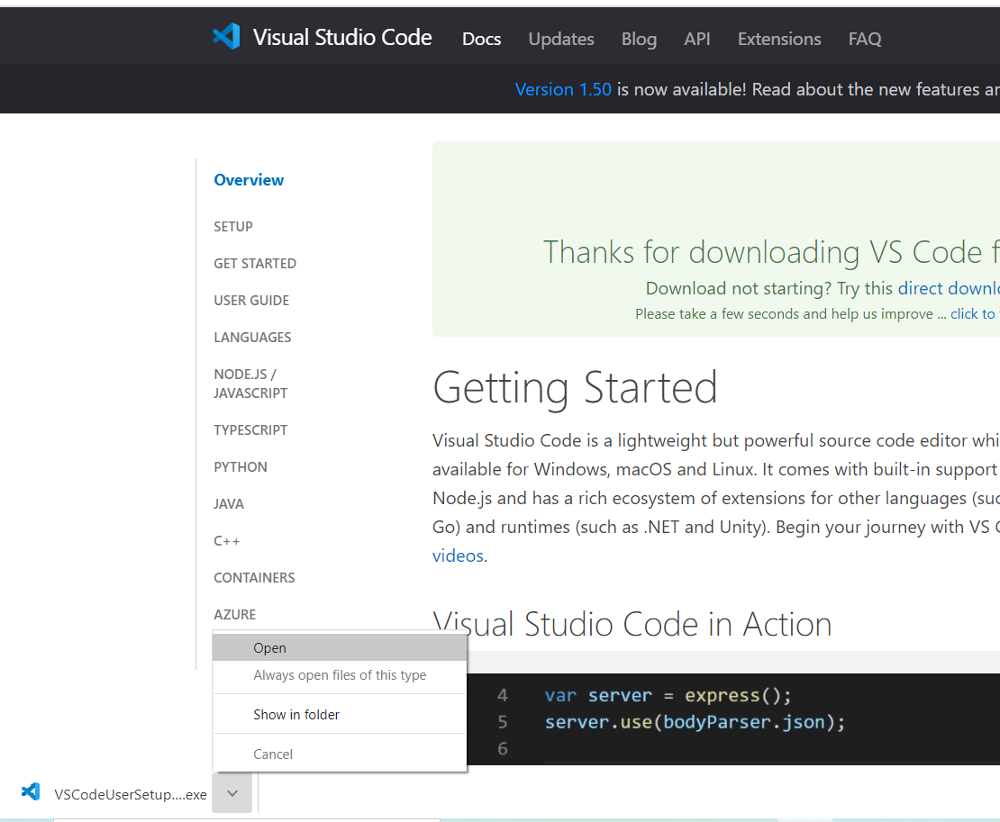 Visual Studio Code Docs Updates Blog API Extensions FAQ
Version 1.50 is now available! Read about the new features
Overview
SETUP
GET STARTED
USER GUIDE
LANGUAGES
NODE.JS /
JAVASCRIPT
TYPESCRIPT
PYTHON
JAVA
C++
CONTAINERS
AZURE
Thanks for downloading VS Code
Download not starting? Try this direct
Please take a few seconds and help us improve ... click to
Getting Started
Visual Studio Code is a lightweight but powerful source code editor
available for Windows, macOS and Linux. It comes with built-in support
Node.js and has a rich ecosystem of extensions for other languages
Go) and runtimes (such as .NET and Unity). Begin your journey with VS
videos.
Visual Studio Code in Action
4 var server = express();
5 server.use(bodyParser.json);
6
Open
Always open files of this type
Show in folder
Cancel
VSCodeUserSetup....exe